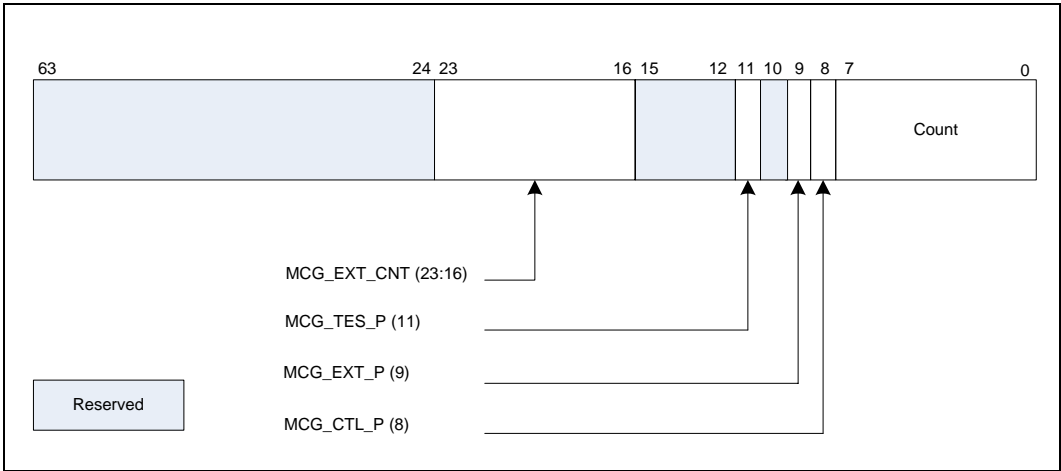 63 24 23 16 15 12 11 10 9 8 7 0
Count
MCG_EXT_CNT (23:16)
MCG_TES_P (11)
MCG_EXT_P (9)
Reserved
MCG_CTL_P (8)